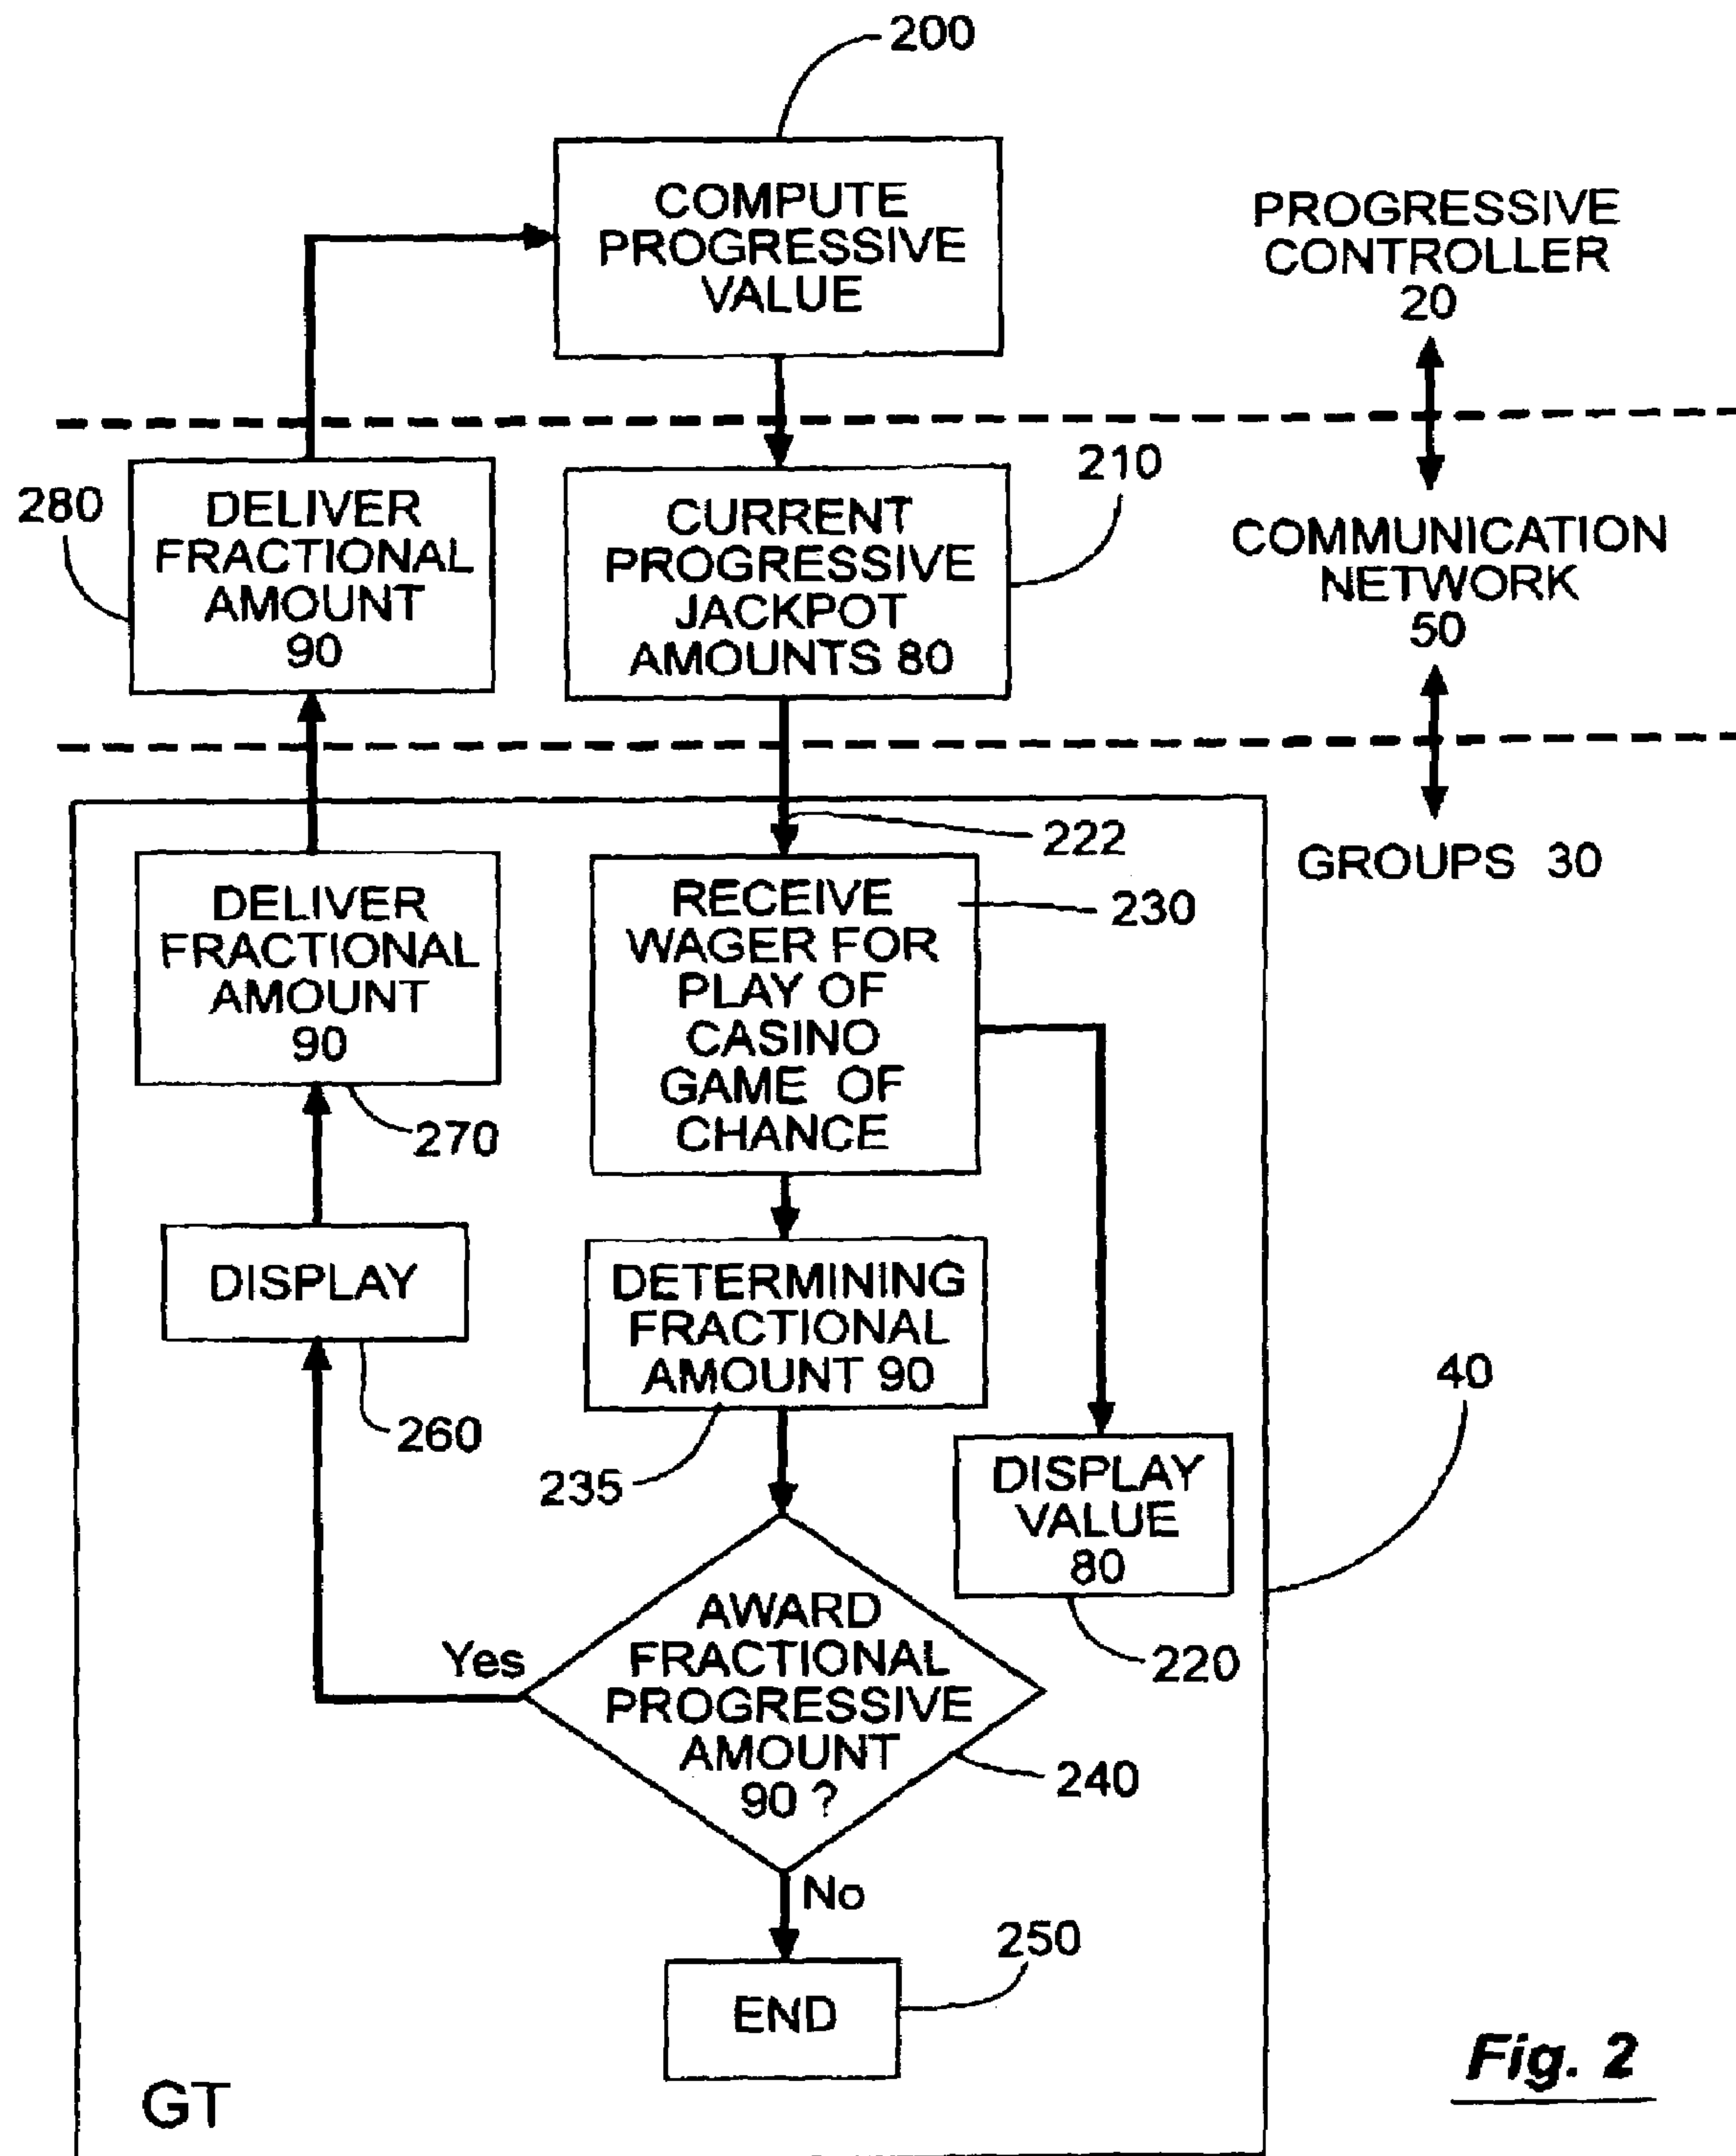 200
COMPUTE
PROGRESSIVE
VALUE
PROGRESSIVE
CONTROLLER
20
280
DELIVER
FRACTIONAL
AMOUNT
90
CURRENT
PROGRESSIVE
JACKPOT
AMOUNTS 80
210
COMMUNICATION
NETWORK
50
222
GROUPS 30
DELIVER
FRACTIONAL
AMOUNT
90
270
RECEIVE
WAGER FOR
PLAY OF
CASINO
GAME OF
CHANCE
230
DISPLAY
260
DETERMINING
FRACTIONAL
AMOUNT 90
235
DISPLAY
VALUE
80
220
40
Yes
AWARD
FRACTIONAL
PROGRESSIVE
AMOUNT
90 ?
240
No
END
250
GT
Fig. 2